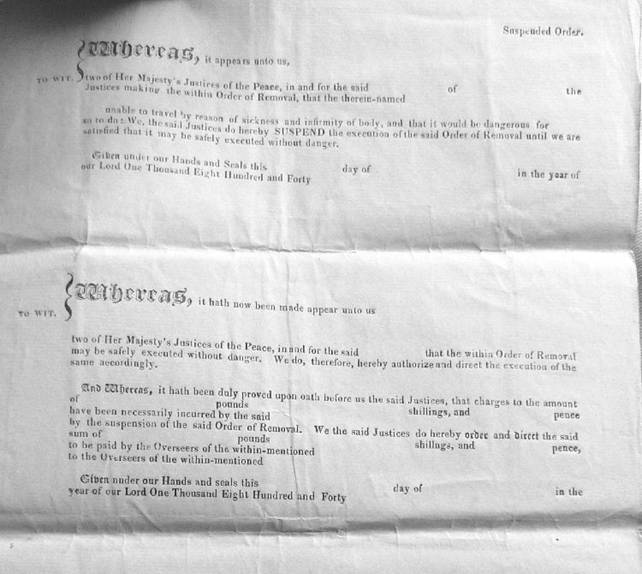 Suspended Order.
Whereas, it appears unto us,
TO WIT.
two of Her Majesty's Justices of the Peace, in and for the said of the
Justices making the within Order of Removal, that the therein-named
unable to travel by reason of sickness and infirmity of body, and that it would be dangerous for
so to do: We, the said Justices do hereby SUSPEND the execution of the said Order of Removal until we are
satisfied that it may be safely executed without danger.
Given under our Hands and Seals this day of in the year of
our Lord One Thousand Eight Hundred and Forty
Whereas, it hath now been made appear unto us
TO WIT.
two of Her Majesty's Justices of the Peace, in and for the said that the within Order of Removal
may be safely executed without danger. We do, therefore, hereby authorize and direct the execution of the
same accordingly.
And Whereas, it hath been duly proved upon oath before us the said Justices, that charges to the amount
of pounds shillings, and pence
have been necessarily incurred by the said
by the suspension of the said Order of Removal. We the said Justices do hereby order and direct the said
sum of pounds shillngs, and pence,
to be paid by the Overseers of the within-mentioned
to the Overseers of the within-mentioned
Given under our Hands and seals this day of in the
year of our Lord One Thousand Eight Hundred and Forty